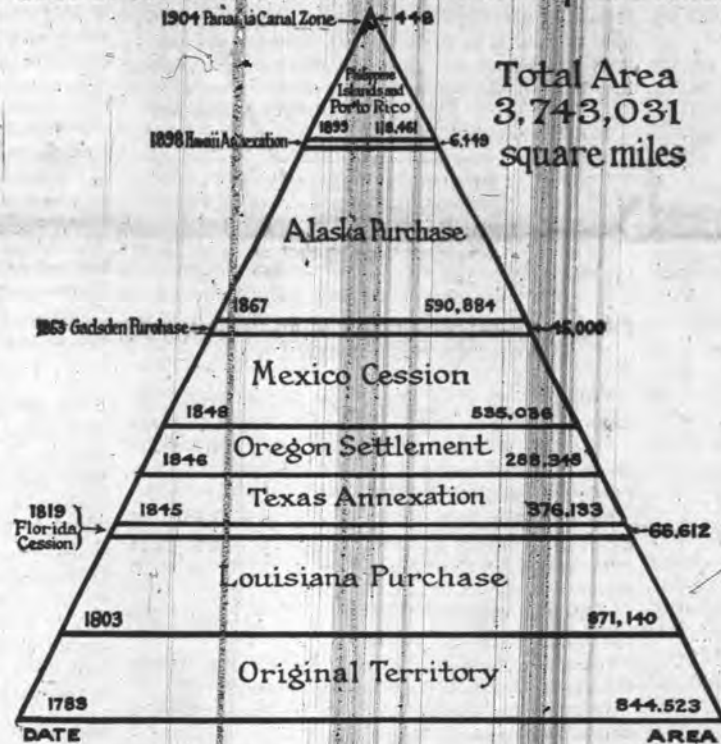 1904 Panama Canal Zone 448
Philippine
Islands and
Porto Rico
1899 118,461
1898 Hawaii Annexation 6,449
Total Area
3,743,031
square miles
Alaska Purchase
1867 590,884
1853 Gadsden Purchase 45,000
Mexico Cession
1848 535,036
Oregon Settlement
1846 288,345
Texas Annexation
1845 376,133
1819
Florida
Cession
66,612
Louisiana Purchase
1803 871,140
Original Territory
1789 844.523
DATE AREA